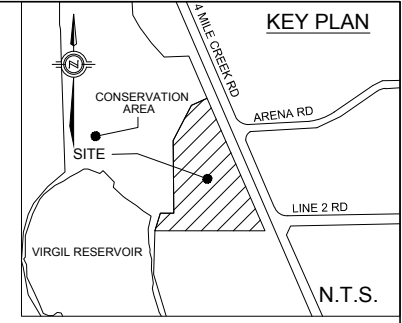 KEY PLAN
4 MILE CREEK RD
Z
CONSERVATION
AREA
ARENA RD
SITE
LINE 2 RD
VIRGIL RESERVOIR
N.T.S.